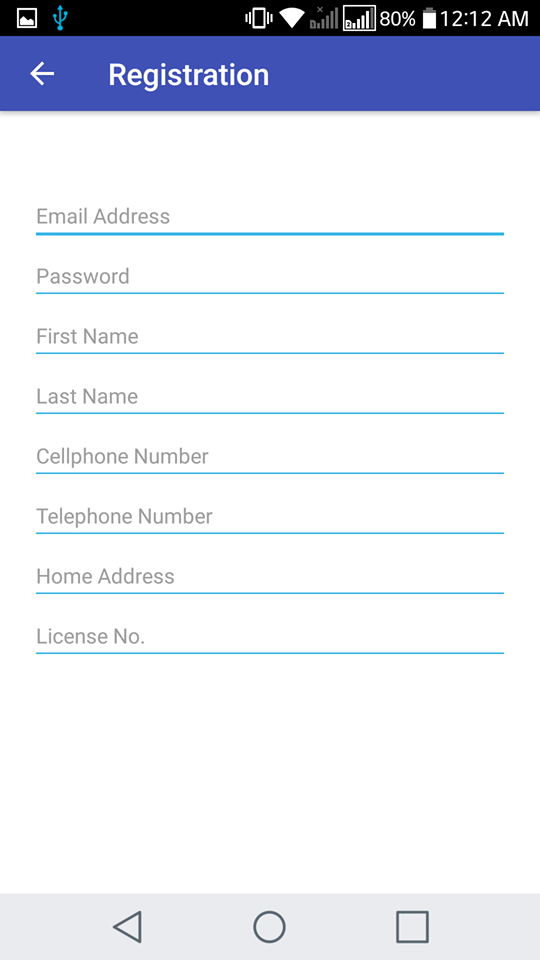 80% 12:12 AM
Registration
Email Address
Password
First Name
Last Name
Cellphone Number
Telephone Number
Home Address
License No.